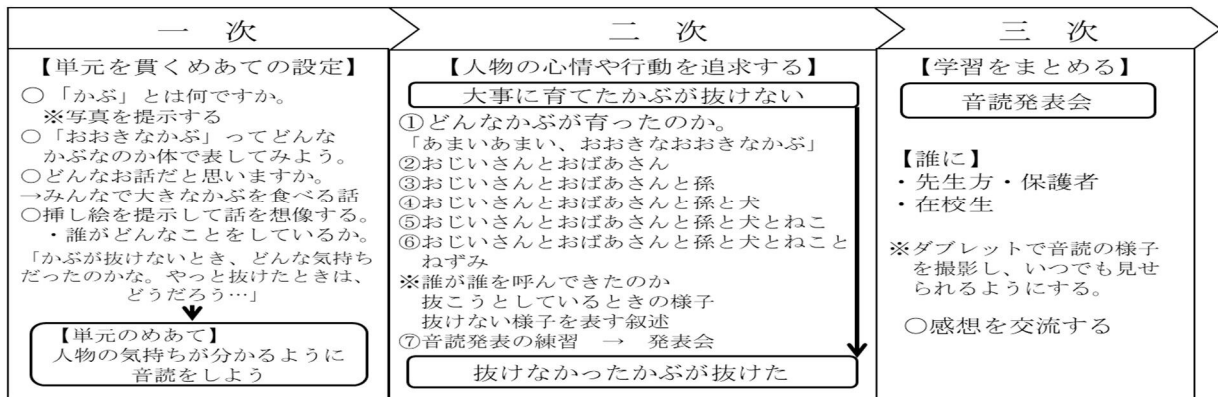 一 次
【単元を貫くめあての設定】
○「かぶ」とは何ですか。
※写真を提示する
○「おおきなかぶ」ってどんな
かぶなのか体で表してみよう。
○どんなお話だと思いますか。
→みんなで大きなかぶを食べる話
○挿し絵を提示して話を想像する。
・誰がどんなことをしているか。
「かぶが抜けないとき、どんな気持ち
だったのかな。やっと抜けたときは、
どうだろう…」
【単元のめあて】
人物の気持ちが分かるように
音読をしよう
二 次
【人物の心情や行動を追求する】
大事に育てたかぶが抜けない
①どんなかぶが育ったのか。
「あまいあまい、おおきなおおきなかぶ」
②おじいさんとおばあさん
③おじいさんとおばあさんと孫
④おじいさんとおばあさんと孫と犬
⑤おじいさんとおばあさんと孫と犬とねこ
⑥おじいさんとおばあさんと孫と犬とねこと
ねずみ
※誰が誰を呼んできたのか
抜こうとしているときの様子
抜けない様子を表す叙述
⑦音読発表の練習 → 発表会
抜けなかったかぶが抜けた
三 次
【学習をまとめる】
音読発表会
【誰に】
・先生方・保護者
・在校生
※ダブレットで音読の様子
を撮影し、いつでも見せ
られるようにする。
○感想を交流する